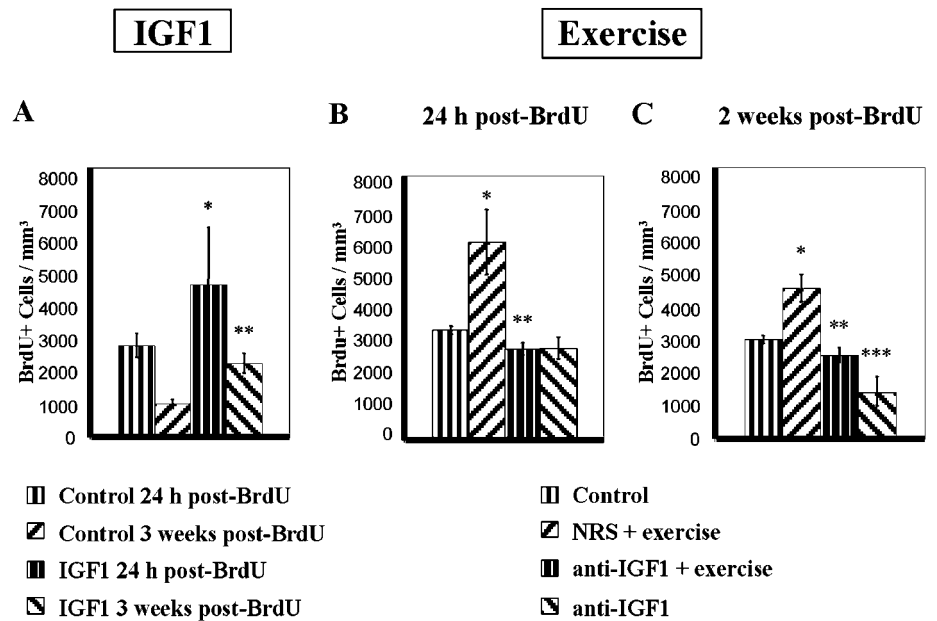 IGF1
Exercise
A
B 24 h post-BrdU
C 2 weeks post-BrdU
BrdU+ Cells / mm³
8000
7000
6000
5000
4000
3000
2000
1000
0
*
**
Brdu+ Cells / mm³
8000
7000
6000
5000
4000
3000
2000
1000
0
*
**
BrdU+ Cells / mm³
8000
7000
6000
5000
4000
3000
2000
1000
0
*
**
***
Control 24 h post-BrdU
Control 3 weeks post-BrdU
IGF1 24 h post-BrdU
IGF1 3 weeks post-BrdU
Control
NRS + exercise
anti-IGF1 + exercise
anti-IGF1